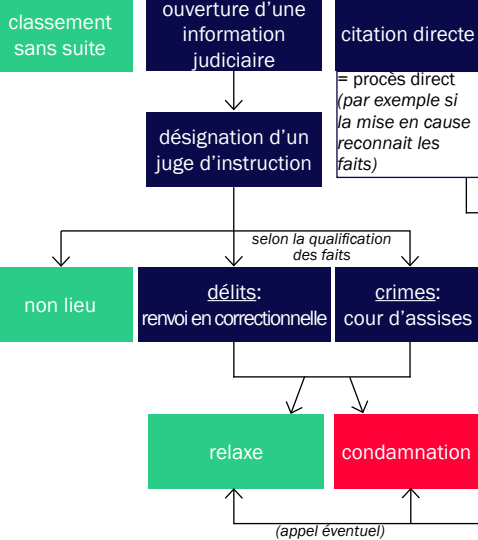 classement
sans suite
ouverture d'une
information
judiciaire
citation directe
= procès direct
(par exemple si
la mise en cause
reconnait les
faits)
désignation d'un
juge d'instruction
selon la qualification
des faits
non lieu
délits:
renvoi en correctionnelle
crimes:
cour d'assises
relaxe
condamnation
(appel éventuel)